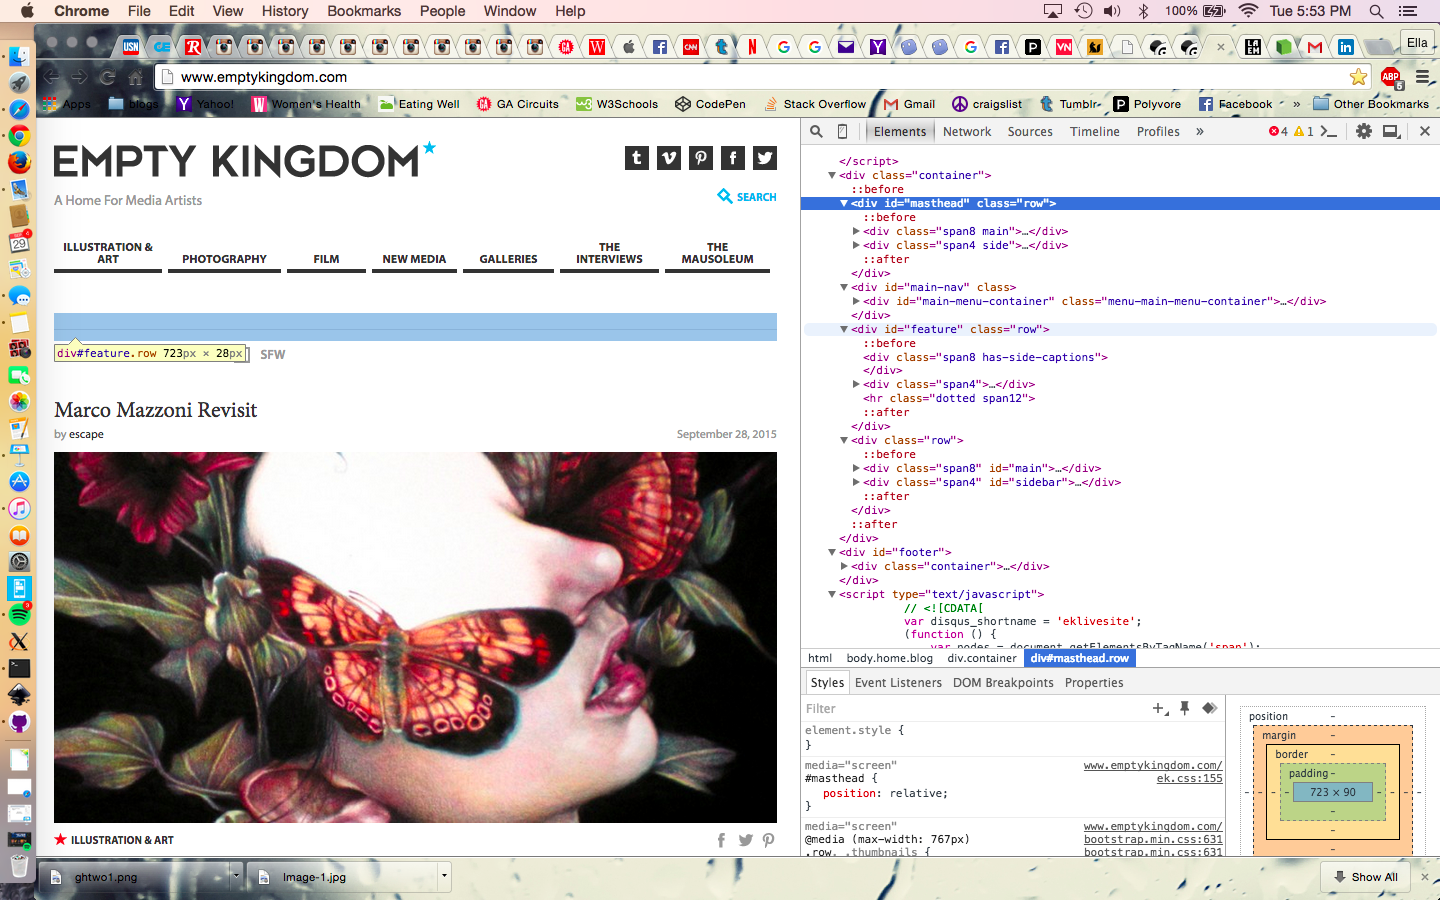 Chrome File Edit View History Bookmarks People Window Help 100% Tue 5:53 PM
Ella
www.emptykingdom.com
ABP 6
Apps blogs Yahoo! Women's Health Eating Well GA Circuits W3Schools CodePen Stack Overflow Gmail craigslist Tumblr Polyvore Facebook » Other Bookmarks
EMPTY KINGDOM
A Home For Media Artists
SEARCH
ILLUSTRATION & ART PHOTOGRAPHY FILM NEW MEDIA GALLERIES THE INTERVIEWS THE MAUSOLEUM
div#feature.row 723px × 28px
SFW
Marco Mazzoni Revisit
by escape September 28, 2015
ILLUSTRATION & ART
Elements Network Sources Timeline Profiles » 4 1
</script>
<div class="container">
::before
<div id="masthead" class="row">
::before
<div class="span8 main">…</div>
<div class="span4 side">…</div>
::after
</div>
<div id="main-nav" class>
<div id="main-menu-container" class="menu-main-menu-container">…</div>
</div>
<div id="feature" class="row">
::before
<div class="span8 has-side-captions">
</div>
<div class="span4">…</div>
<hr class="dotted span12">
::after
</div>
<div class="row">
::before
<div class="span8" id="main">…</div>
<div class="span4" id="sidebar">…</div>
::after
</div>
::after
</div>
<div id="footer">
<div class="container">…</div>
</div>
<script type="text/javascript">
// <![CDATA[
var disqus_shortname = 'eklivesite';
(function () {
var nodes = document.getElementsByTagName('span');
html body.home.blog div.container div#masthead.row
Styles Event Listeners DOM Breakpoints Properties
Filter
element.style {
}
media="screen" www.emptykingdom.com/
#masthead { ek.css:155
position: relative;
}
media="screen" www.emptykingdom.com/
@media (max-width: 767px) bootstrap.min.css:631
.row, .thumbnails { bootstrap.min.css:631
position -
margin -
border -
padding -
723 × 90
ghtwo1.png Image-1.jpg Show All